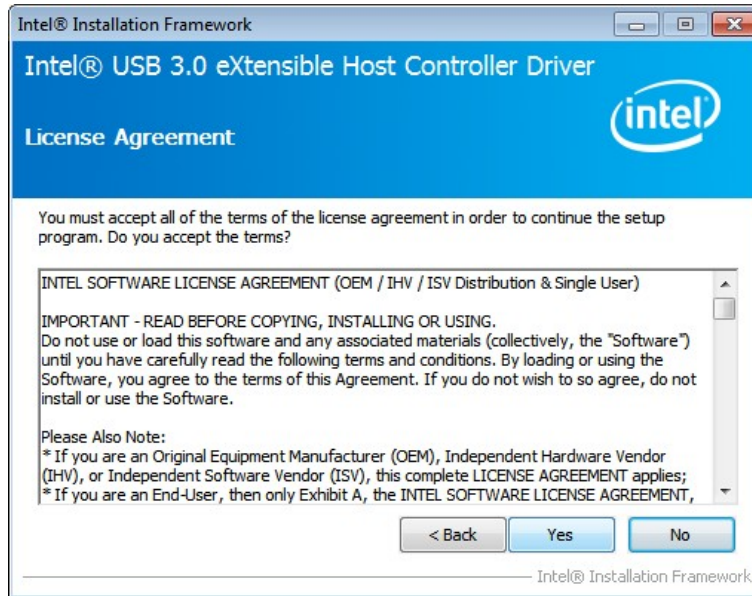 Intel® Installation Framework
Intel® USB 3.0 eXtensible Host Controller Driver
intel
License Agreement
You must accept all of the terms of the license agreement in order to continue the setup
program. Do you accept the terms?
INTEL SOFTWARE LICENSE AGREEMENT (OEM / IHV / ISV Distribution & Single User)
IMPORTANT - READ BEFORE COPYING, INSTALLING OR USING.
Do not use or load this software and any associated materials (collectively, the "Software")
until you have carefully read the following terms and conditions. By loading or using the
Software, you agree to the terms of this Agreement. If you do not wish to so agree, do not
install or use the Software.
Please Also Note:
* If you are an Original Equipment Manufacturer (OEM), Independent Hardware Vendor
(IHV), or Independent Software Vendor (ISV), this complete LICENSE AGREEMENT applies;
* If you are an End-User, then only Exhibit A, the INTEL SOFTWARE LICENSE AGREEMENT,
< Back Yes No
Intel® Installation Framework